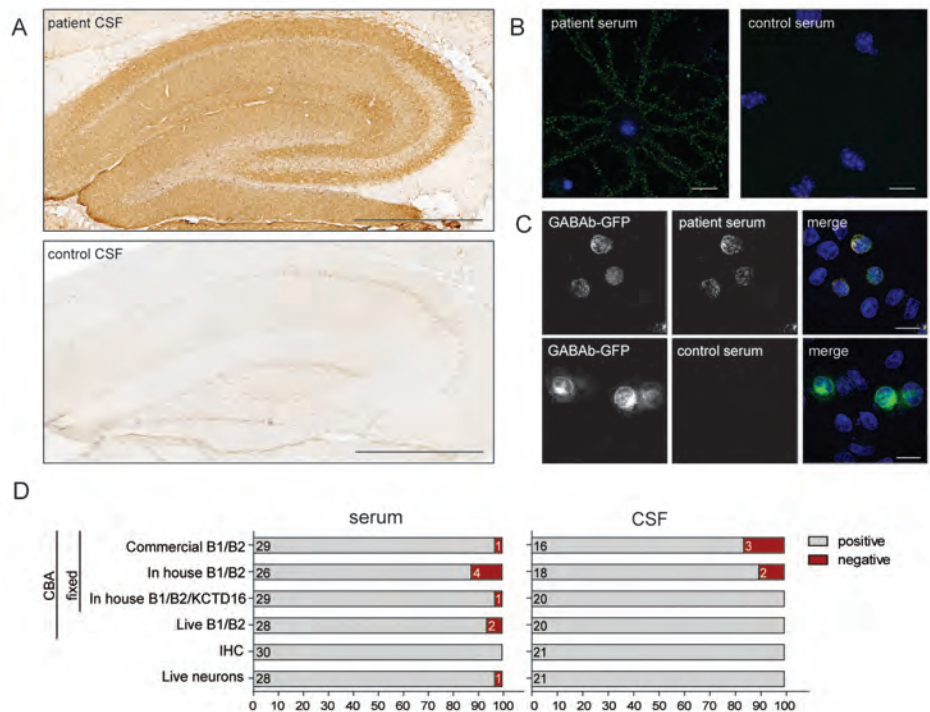 A
patient CSF
control CSF
B
patient serum
control serum
C
GABAb-GFP
patient serum
merge
GABAb-GFP
control serum
merge
D
serum
CSF
positive
negative
CBA
fixed
Commercial B1/B2
29
1
16
3
In house B1/B2
26
4
18
2
In house B1/B2/KCTD16
29
1
20
Live B1/B2
28
2
20
IHC
30
21
Live neurons
28
1
21
0 10 20 30 40 50 60 70 80 90 100
0 10 20 30 40 50 60 70 80 90 100